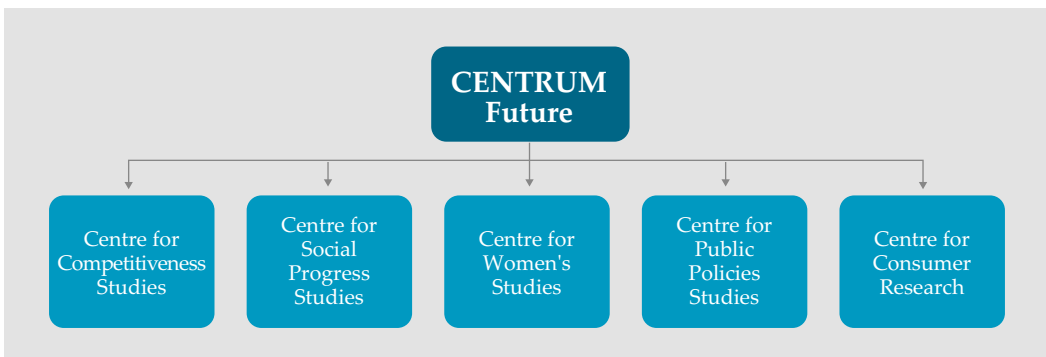 CENTRUM
Future
Centre for
Competitiveness
Studies
Centre for
Social
Progress
Studies
Centre for
Women's
Studies
Centre for
Public
Policies
Studies
Centre for
Consumer
Research